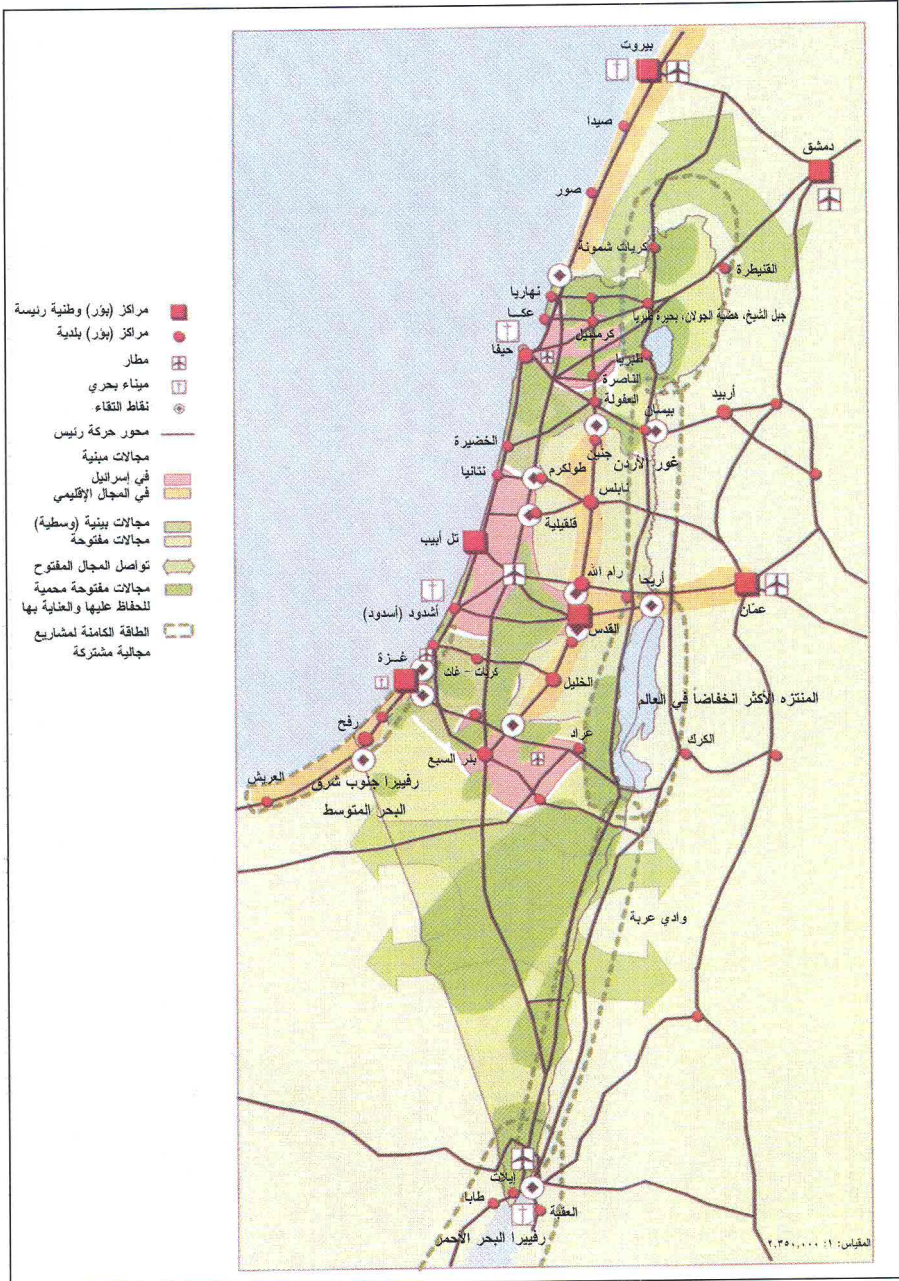 مراكز (بؤر) وطنية رئيسة
مراكز (بؤر) بلدية
مطار
ميناء بحري
نقاط التقاء
محور حركة رئيس
مجالات مبنية
في إسرائيل
في المجال الإقليمي
مجالات بينية (وسطية)
مجالات مفتوحة
تواصل المجال المفتوح
مجالات مفتوحة محمية
للحفاظ عليها والعناية بها
الطاقة الكامنة لمشاريع
مجالية مشتركة
بيروت
صيدا
دمشق
صور
كريات شمونة
القنيطرة
نهاريا
عكا
جبل الشيخ، هضبة الجولان، بحيرة طبريا
كرميئيل
حيفا
طبريا
الناصرة
العفولة
أربيد
بيسان
الخضيرة
جنين
غور الأردن
نتانيا
طولكرم
نابلس
قلقيلية
تل أبيب
رام الله
أريحا
عمّان
أشدود (أسدود)
القدس
غزة
كريات - غات
الخليل
المنتزه الأكثر انخفاضاً في العالم
رفح
عراد
الكرك
بئر السبع
العريش
رفييرا جنوب شرق
البحر المتوسط
وادي عربة
إيلات
طابا
العقبة
رفييرا البحر الأحمر
المقياس: ١: ٢,٣٥٠,٠٠٠